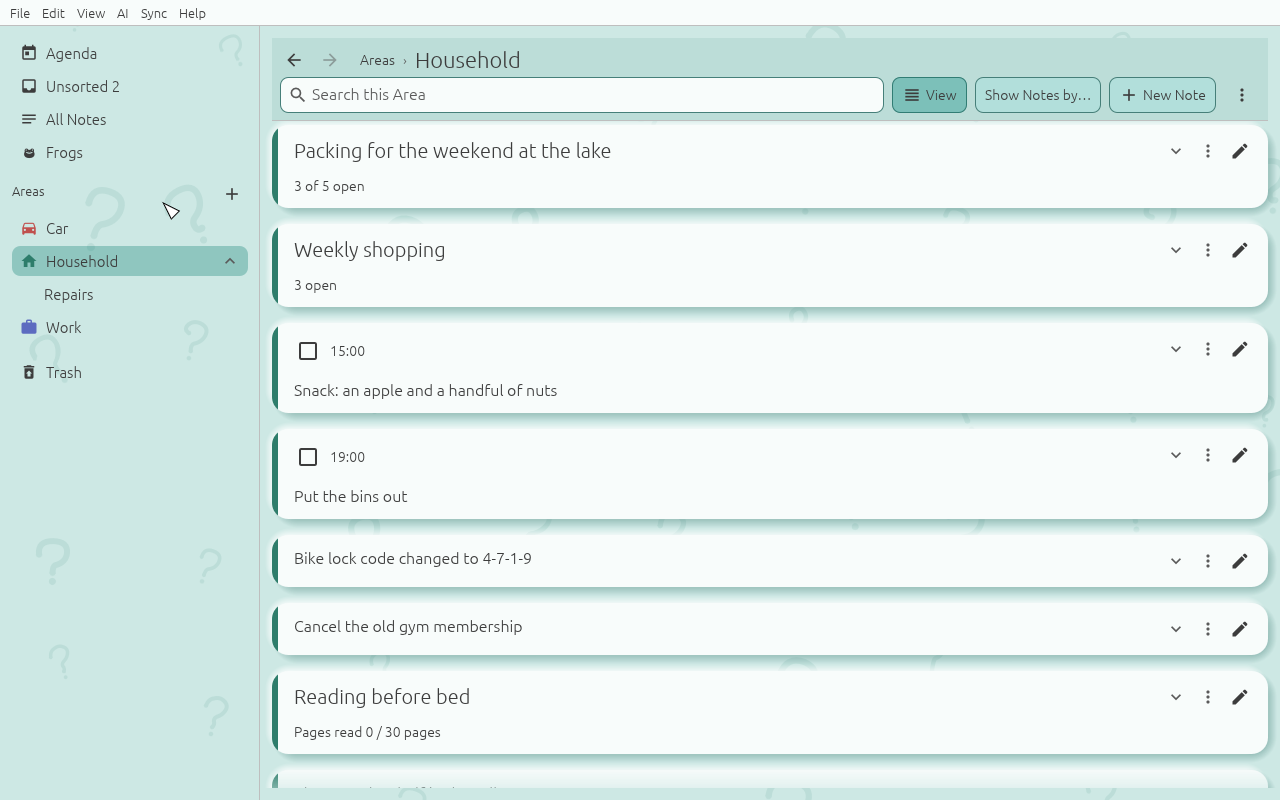 File Edit View AI Sync Help
Agenda
Unsorted 2
All Notes
Frogs
Areas
Car
Household
Repairs
Work
Trash
Areas › Household
Search this Area
View
Show Notes by...
New Note
Packing for the weekend at the lake
3 of 5 open
Weekly shopping
3 open
15:00
Snack: an apple and a handful of nuts
19:00
Put the bins out
Bike lock code changed to 4-7-1-9
Cancel the old gym membership
Reading before bed
Pages read 0 / 30 pages